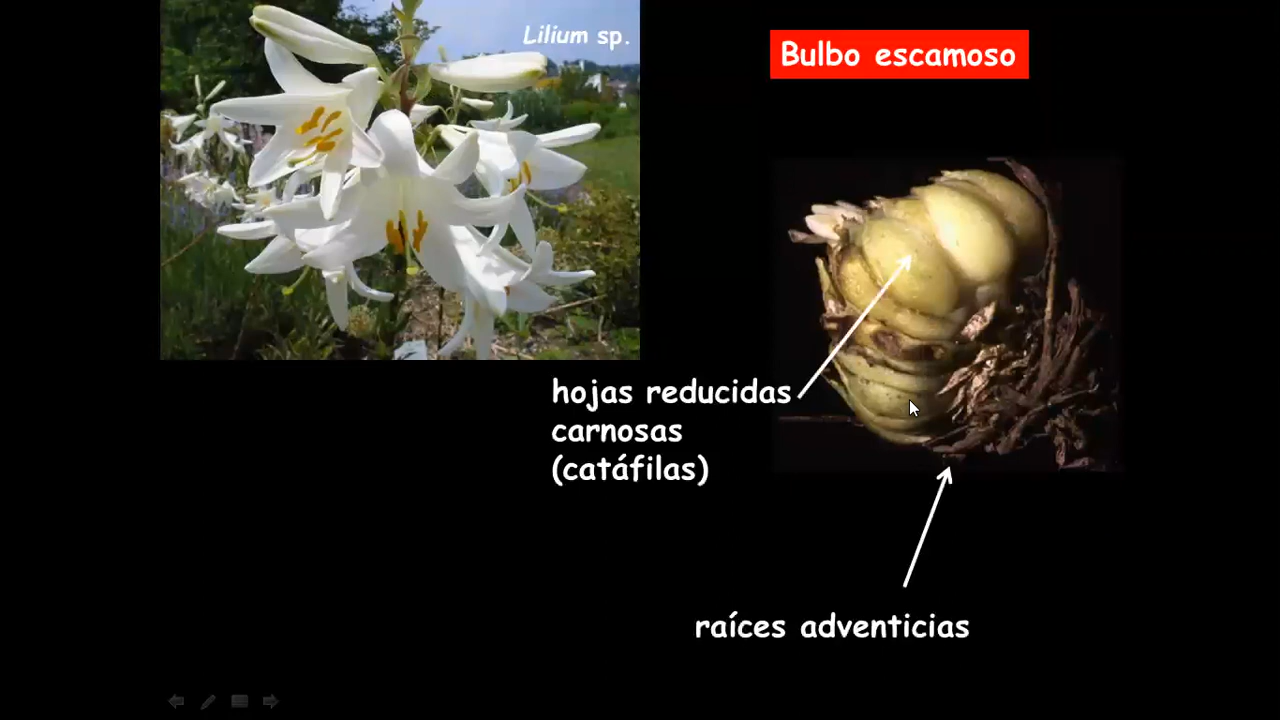 Lilium sp.
Bulbo escamoso
hojas reducidas
carnosas
(catáfilas)
raíces adventicias